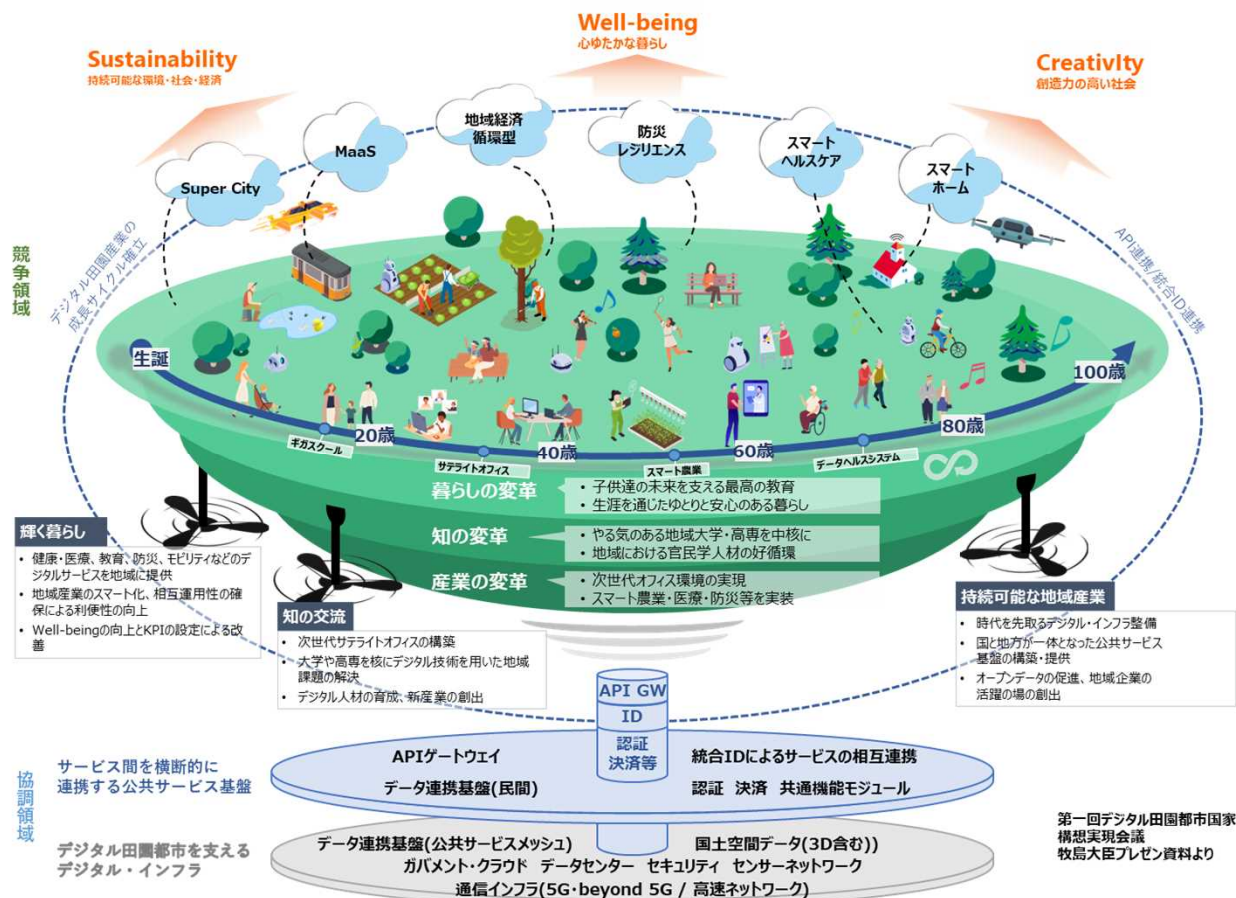 Well-being
心ゆたかな暮らし
Sustainability
持続可能な環境・社会・経済
CreativIty
創造力の高い社会
Super City
MaaS
地域経済
循環型
防災
レジリエンス
スマート
ヘルスケア
スマート
ホーム
競争領域
デジタル田園産業の
成長サイクル確立
API連携/統合ID連携
生誕
20歳
40歳
60歳
80歳
100歳
ギガスクール
サテライトオフィス
スマート農業
データヘルスシステム
暮らしの変革
• 子供達の未来を支える最高の教育
• 生涯を通じたゆとりと安心のある暮らし
知の変革
• やる気のある地域大学・高専を中核に
• 地域における官民学人材の好循環
産業の変革
• 次世代オフィス環境の実現
• スマート農業・医療・防災等を実装
輝く暮らし
• 健康・医療、教育、防災、モビリティなどのデ
ジタルサービスを地域に提供
• 地域産業のスマート化、相互運用性の確
保による利便性の向上
• Well-beingの向上とKPIの設定による改
善
知の交流
• 次世代サテライトオフィスの構築
• 大学や高専を核にデジタル技術を用いた地域
課題の解決
• デジタル人材の育成、新産業の創出
持続可能な地域産業
• 時代を先取るデジタル・インフラ整備
• 国と地方が一体となった公共サービス
基盤の構築・提供
• オープンデータの促進、地域企業の
活躍の場の創出
API GW
ID
認証
決済等
協調領域
サービス間を横断的に
連携する公共サービス基盤
APIゲートウェイ
統合IDによるサービスの相互連携
データ連携基盤(民間)
認証 決済 共通機能モジュール
デジタル田園都市を支える
デジタル・インフラ
データ連携基盤(公共サービスメッシュ)
国土空間データ(3D含む))
ガバメント・クラウド データセンター セキュリティ センサーネットワーク
通信インフラ(5G・beyond 5G / 高速ネットワーク)
第一回デジタル田園都市国家
構想実現会議
牧島大臣プレゼン資料より